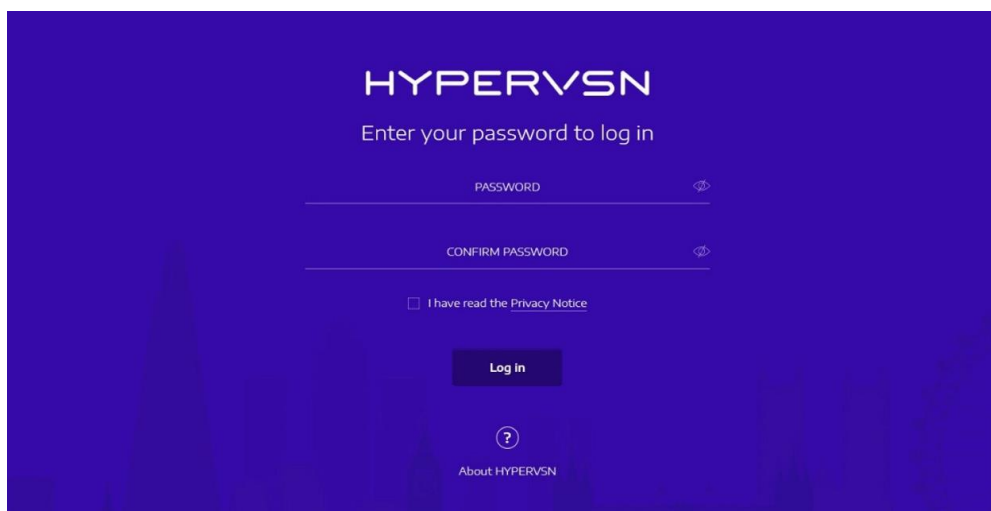 HYPERVSN
Enter your password to log in
PASSWORD
CONFIRM PASSWORD
I have read the Privacy Notice
Log in
?
About HYPERVSN